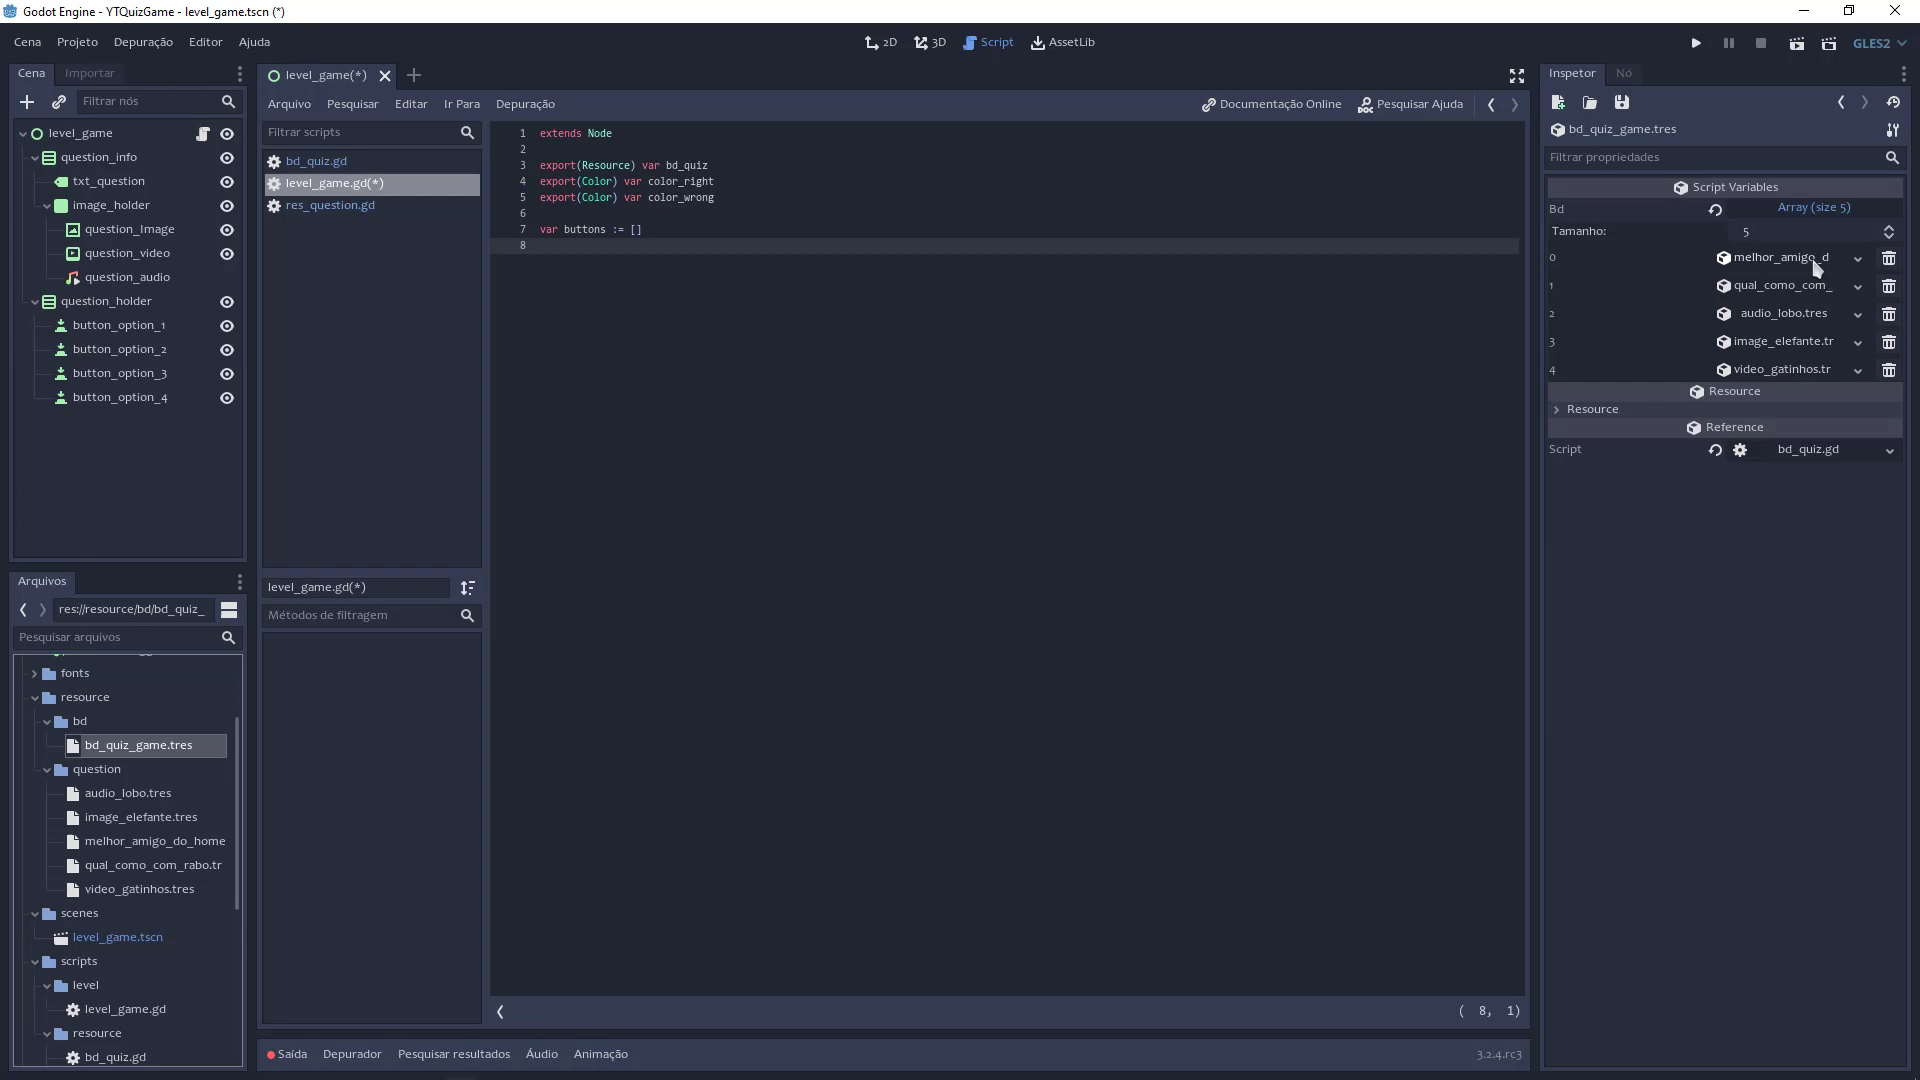 Godot Engine - YTQuizGame - level_game.tscn (*)
Cena Projeto Depuração Editor Ajuda
2D 3D Script AssetLib
GLES2
Cena Importar
Filtrar nós
level_game
question_info
txt_question
image_holder
question_Image
question_video
question_audio
question_holder
button_option_1
button_option_2
button_option_3
button_option_4
Arquivos
res://resource/bd/bd_quiz_
Pesquisar arquivos
fonts
resource
bd
bd_quiz_game.tres
question
audio_lobo.tres
image_elefante.tres
melhor_amigo_do_home
qual_como_com_rabo.tr
video_gatinhos.tres
scenes
level_game.tscn
scripts
level
level_game.gd
resource
bd_quiz.gd
level_game(*)
Arquivo Pesquisar Editar Ir Para Depuração
Documentação Online Pesquisar Ajuda
Filtrar scripts
bd_quiz.gd
level_game.gd(*)
res_question.gd
level_game.gd(*)
Métodos de filtragem
1 extends Node
2
3 export(Resource) var bd_quiz
4 export(Color) var color_right
5 export(Color) var color_wrong
6
7 var buttons := []
8
( 8, 1)
Saída Depurador Pesquisar resultados Áudio Animação
3.2.4.rc3
Inspetor Nó
bd_quiz_game.tres
Filtrar propriedades
Script Variables
Bd Array (size 5)
Tamanho: 5
0 melhor_amigo_d
1 qual_como_com_
2 audio_lobo.tres
3 image_elefante.tr
4 video_gatinhos.tr
Resource
Resource
Reference
Script bd_quiz.gd